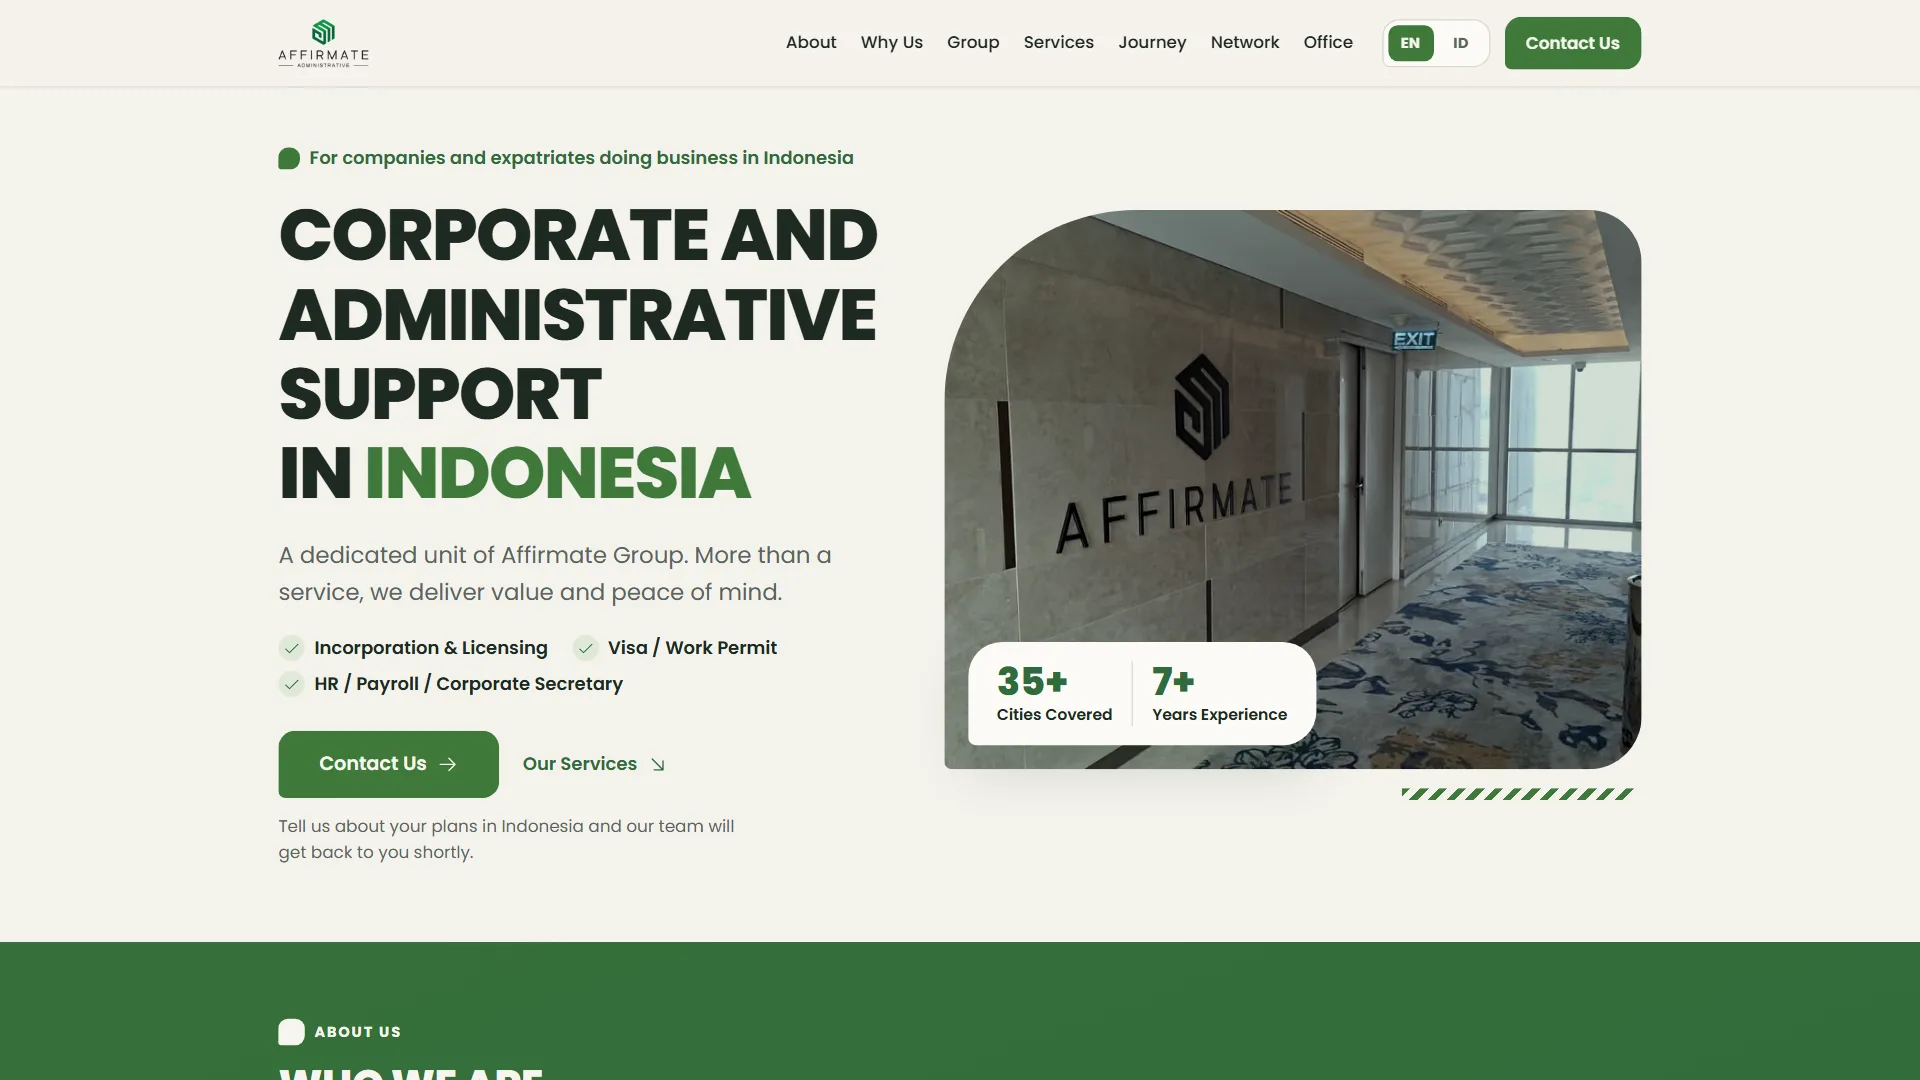 AFFIRMATE
ADMINISTRATIVE
About Why Us Group Services Journey Network Office
EN ID
Contact Us
For companies and expatriates doing business in Indonesia
CORPORATE AND
ADMINISTRATIVE
SUPPORT
IN INDONESIA
A dedicated unit of Affirmate Group. More than a
service, we deliver value and peace of mind.
Incorporation & Licensing Visa / Work Permit
HR / Payroll / Corporate Secretary
Contact Us
Our Services
Tell us about your plans in Indonesia and our team will
get back to you shortly.
EXIT
AFFIRMATE
35+
Cities Covered
7+
Years Experience
ABOUT US
WHO WE ARE